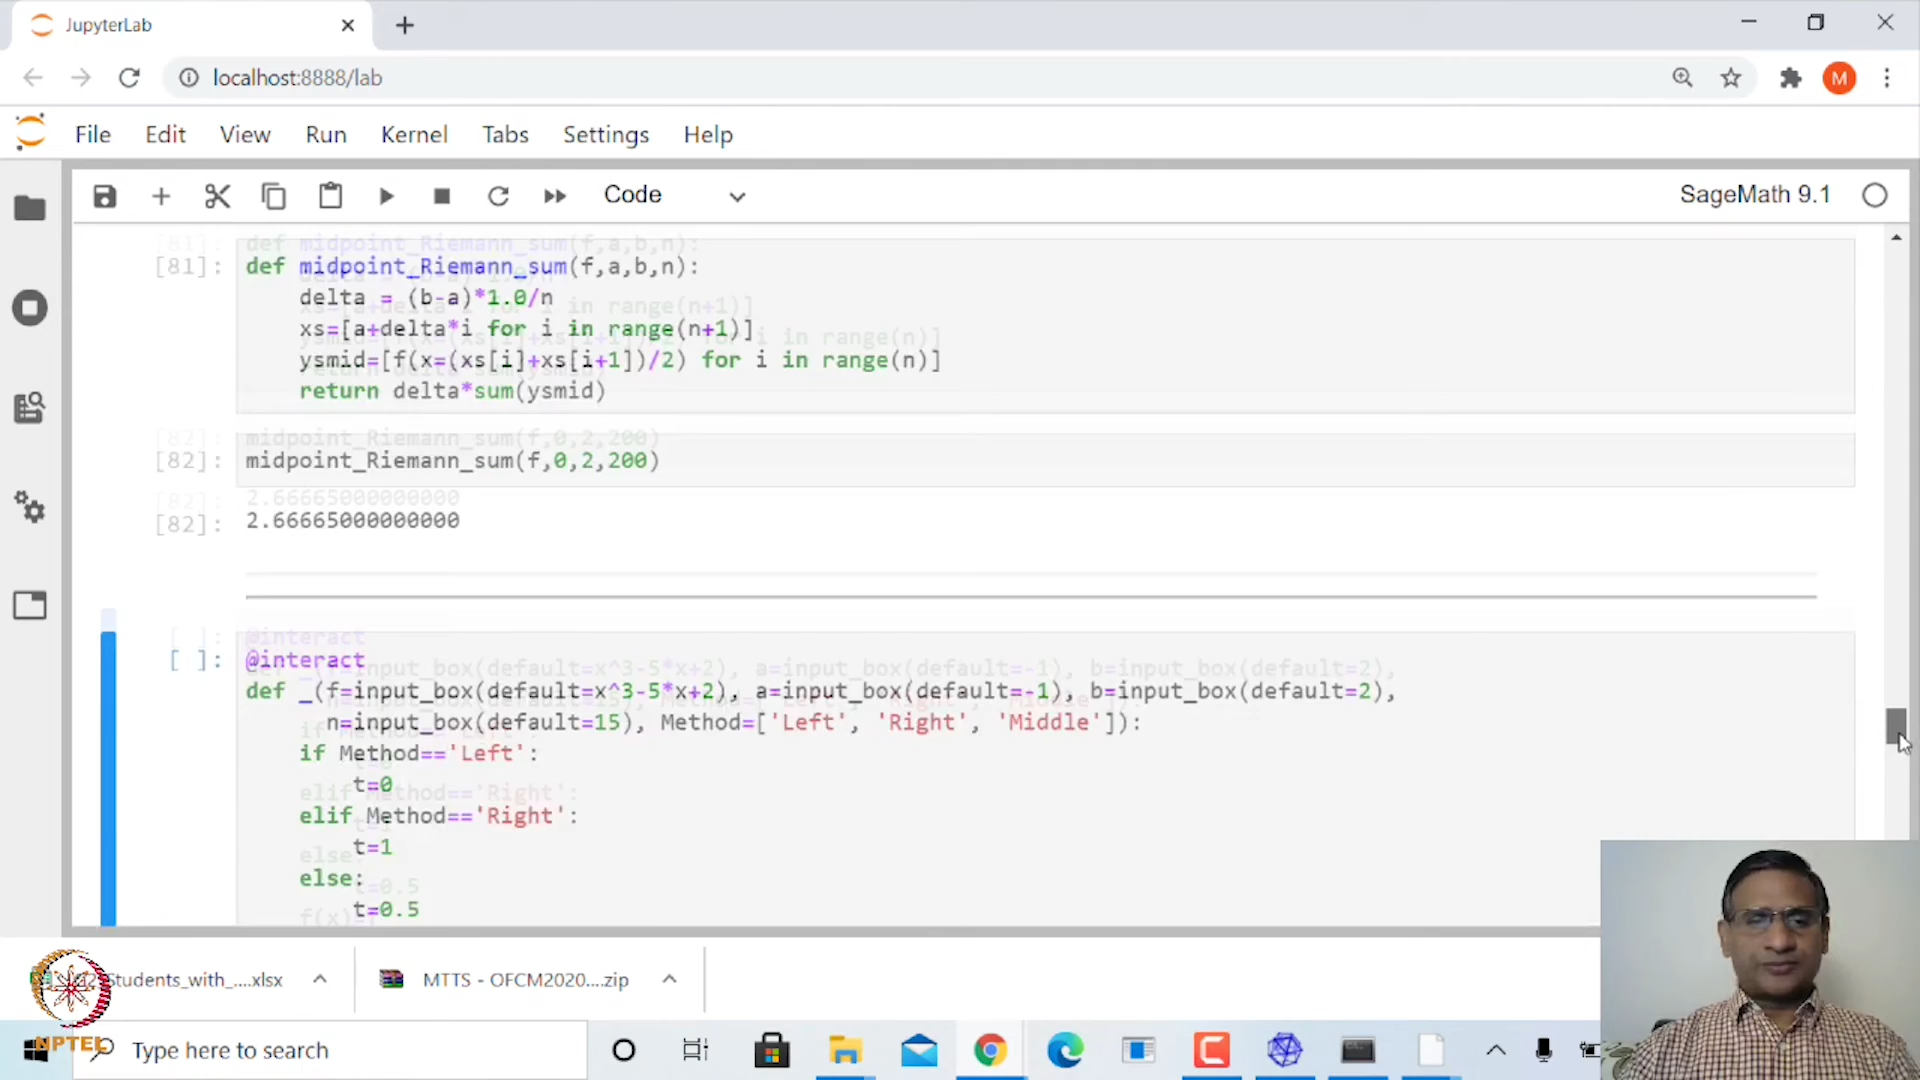 JupyterLab
localhost:8888/lab
M
File Edit View Run Kernel Tabs Settings Help
Code
SageMath 9.1
[81]: def midpoint_Riemann_sum(f,a,b,n):
delta = (b-a)*1.0/n
xs=[a+delta*i for i in range(n+1)]
ysmid=[f(x=(xs[i]+xs[i+1])/2) for i in range(n)]
return delta*sum(ysmid)
[82]: midpoint_Riemann_sum(f,0,2,200)
[82]: 2.66665000000000
[ ]: @interact
def _(f=input_box(default=x^3-5*x+2), a=input_box(default=-1), b=input_box(default=2),
n=input_box(default=15), Method=['Left', 'Right', 'Middle']):
if Method=='Left':
t=0
elif Method=='Right':
t=1
else:
t=0.5
Students_with_....xlsx
MTTS - OFCM2020....zip
NPTEL
Type here to search